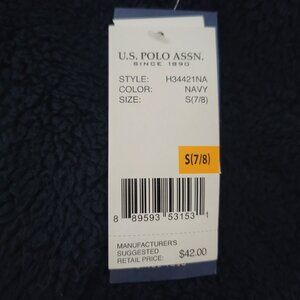 U.S. POLO ASSN.
SINCE 1890
STYLE: H34421NA
COLOR: NAVY
SIZE: S(7/8)
S(7/8)
8 89593 53153 1
MANUFACTURER'S
SUGGESTED
RETAIL PRICE: $42.00